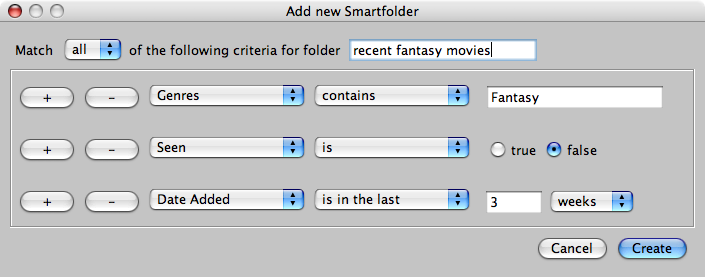 Add new Smartfolder
Match all of the following criteria for folder recent fantasy movies
+ - Genres contains Fantasy
+ - Seen is true false
+ - Date Added is in the last 3 weeks
Cancel Create